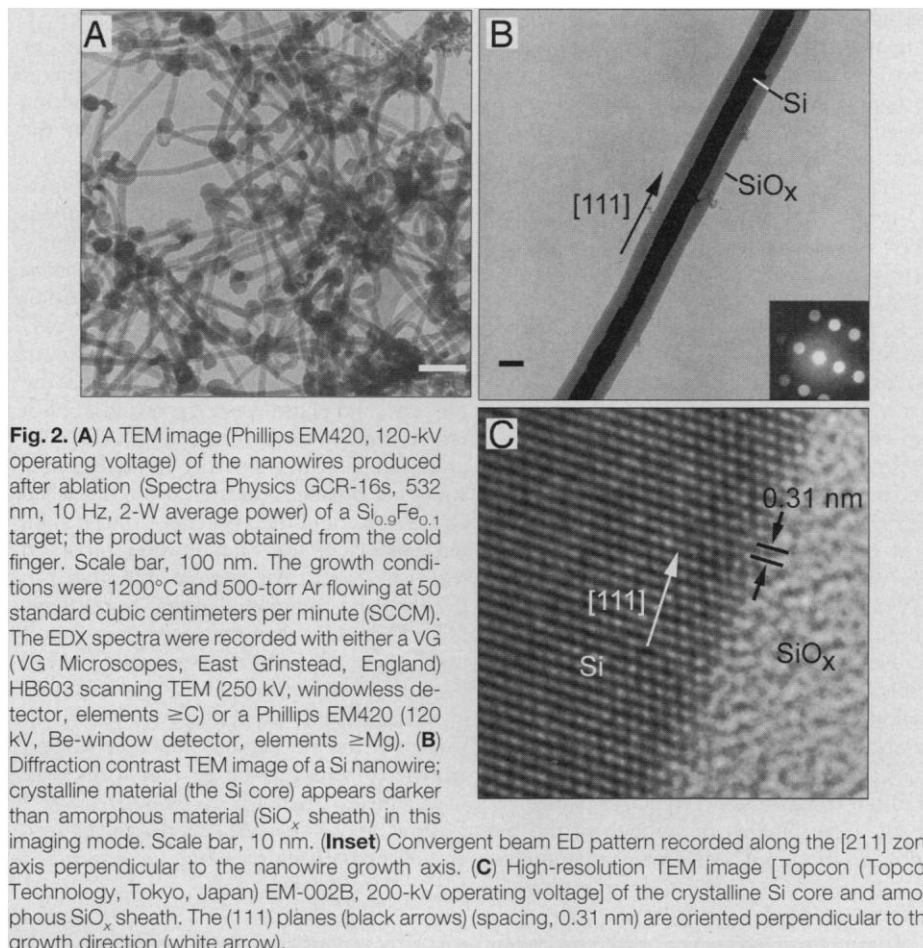 A
B
Si
SiOx
[111]
C
0.31 nm
[111]
Si
SiOx
Fig. 2. (A) A TEM image (Phillips EM420, 120-kV
operating voltage) of the nanowires produced
after ablation (Spectra Physics GCR-16s, 532
nm, 10 Hz, 2-W average power) of a Si0.9Fe0.1
target; the product was obtained from the cold
finger. Scale bar, 100 nm. The growth condi-
tions were 1200°C and 500-torr Ar flowing at 50
standard cubic centimeters per minute (SCCM).
The EDX spectra were recorded with either a VG
(VG Microscopes, East Grinstead, England)
HB603 scanning TEM (250 kV, windowless de-
tector, elements ≥C) or a Phillips EM420 (120
kV, Be-window detector, elements ≥Mg). (B)
Diffraction contrast TEM image of a Si nanowire;
crystalline material (the Si core) appears darker
than amorphous material (SiOx sheath) in this
imaging mode. Scale bar, 10 nm. (Inset) Convergent beam ED pattern recorded along the [211] zon
axis perpendicular to the nanowire growth axis. (C) High-resolution TEM image [Topcon (Topco
Technology, Tokyo, Japan) EM-002B, 200-kV operating voltage] of the crystalline Si core and amo
phous SiOx sheath. The (111) planes (black arrows) (spacing, 0.31 nm) are oriented perpendicular to th
growth direction (white arrow).